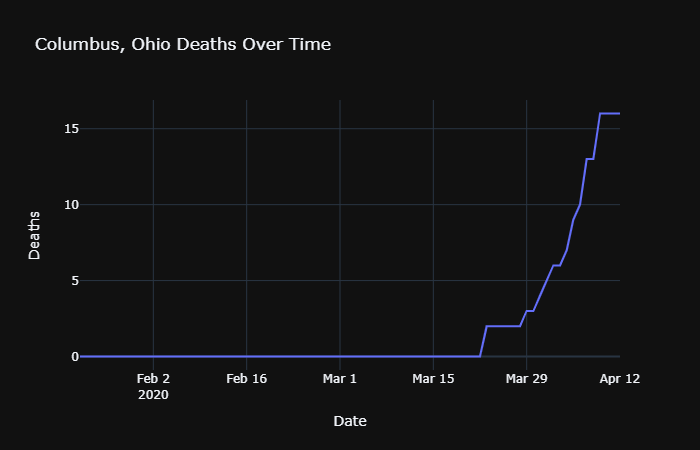 Columbus, Ohio Deaths Over Time
Deaths
15
10
5
0
Feb 2 Feb 16 Mar 1 Mar 15 Mar 29 Apr 12
2020
Date